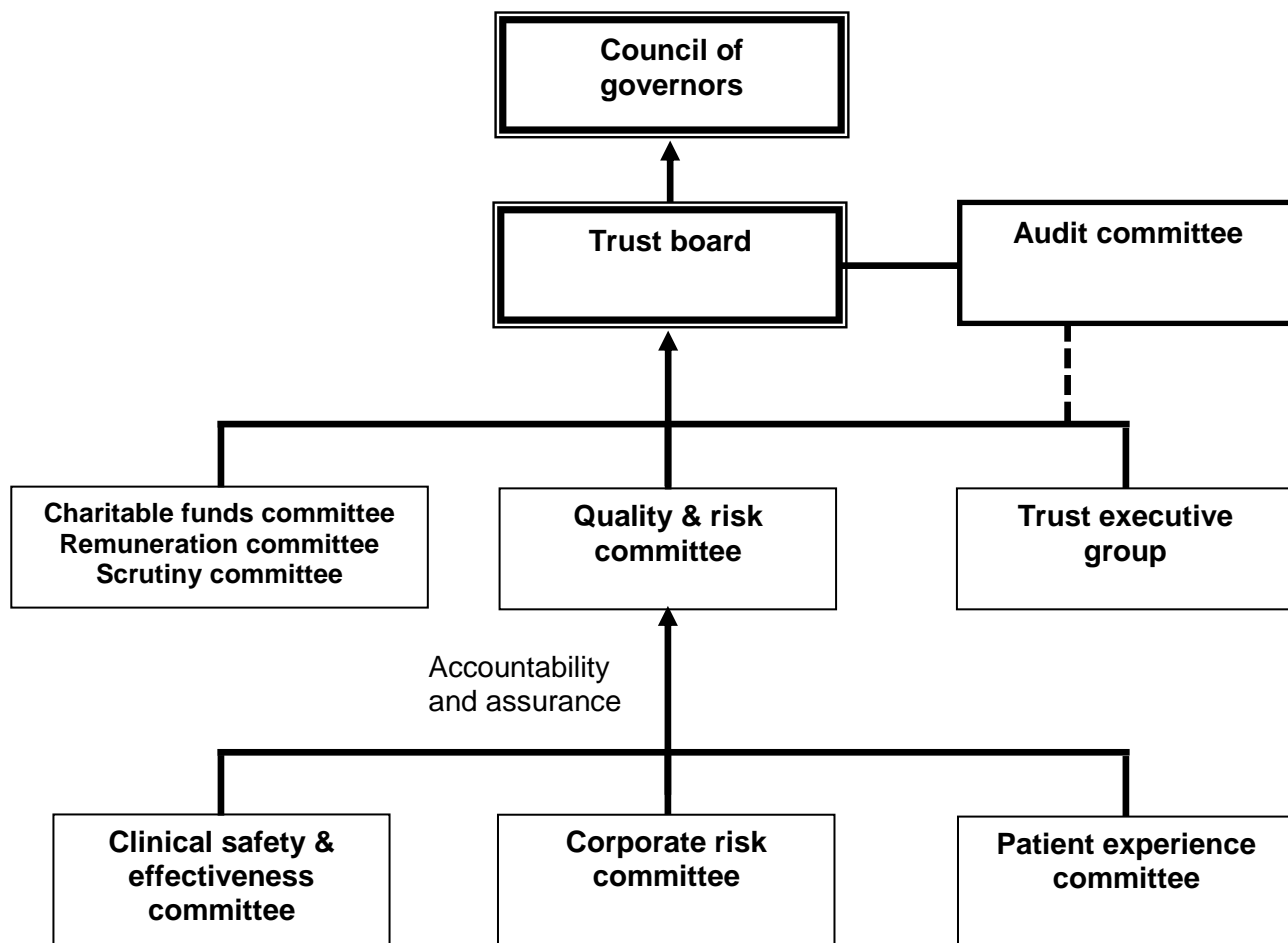 Council of
governors
Trust board
Audit committee
Charitable funds committee
Remuneration committee
Scrutiny committee
Quality & risk
committee
Trust executive
group
Accountability
and assurance
Clinical safety &
effectiveness
committee
Corporate risk
committee
Patient experience
committee